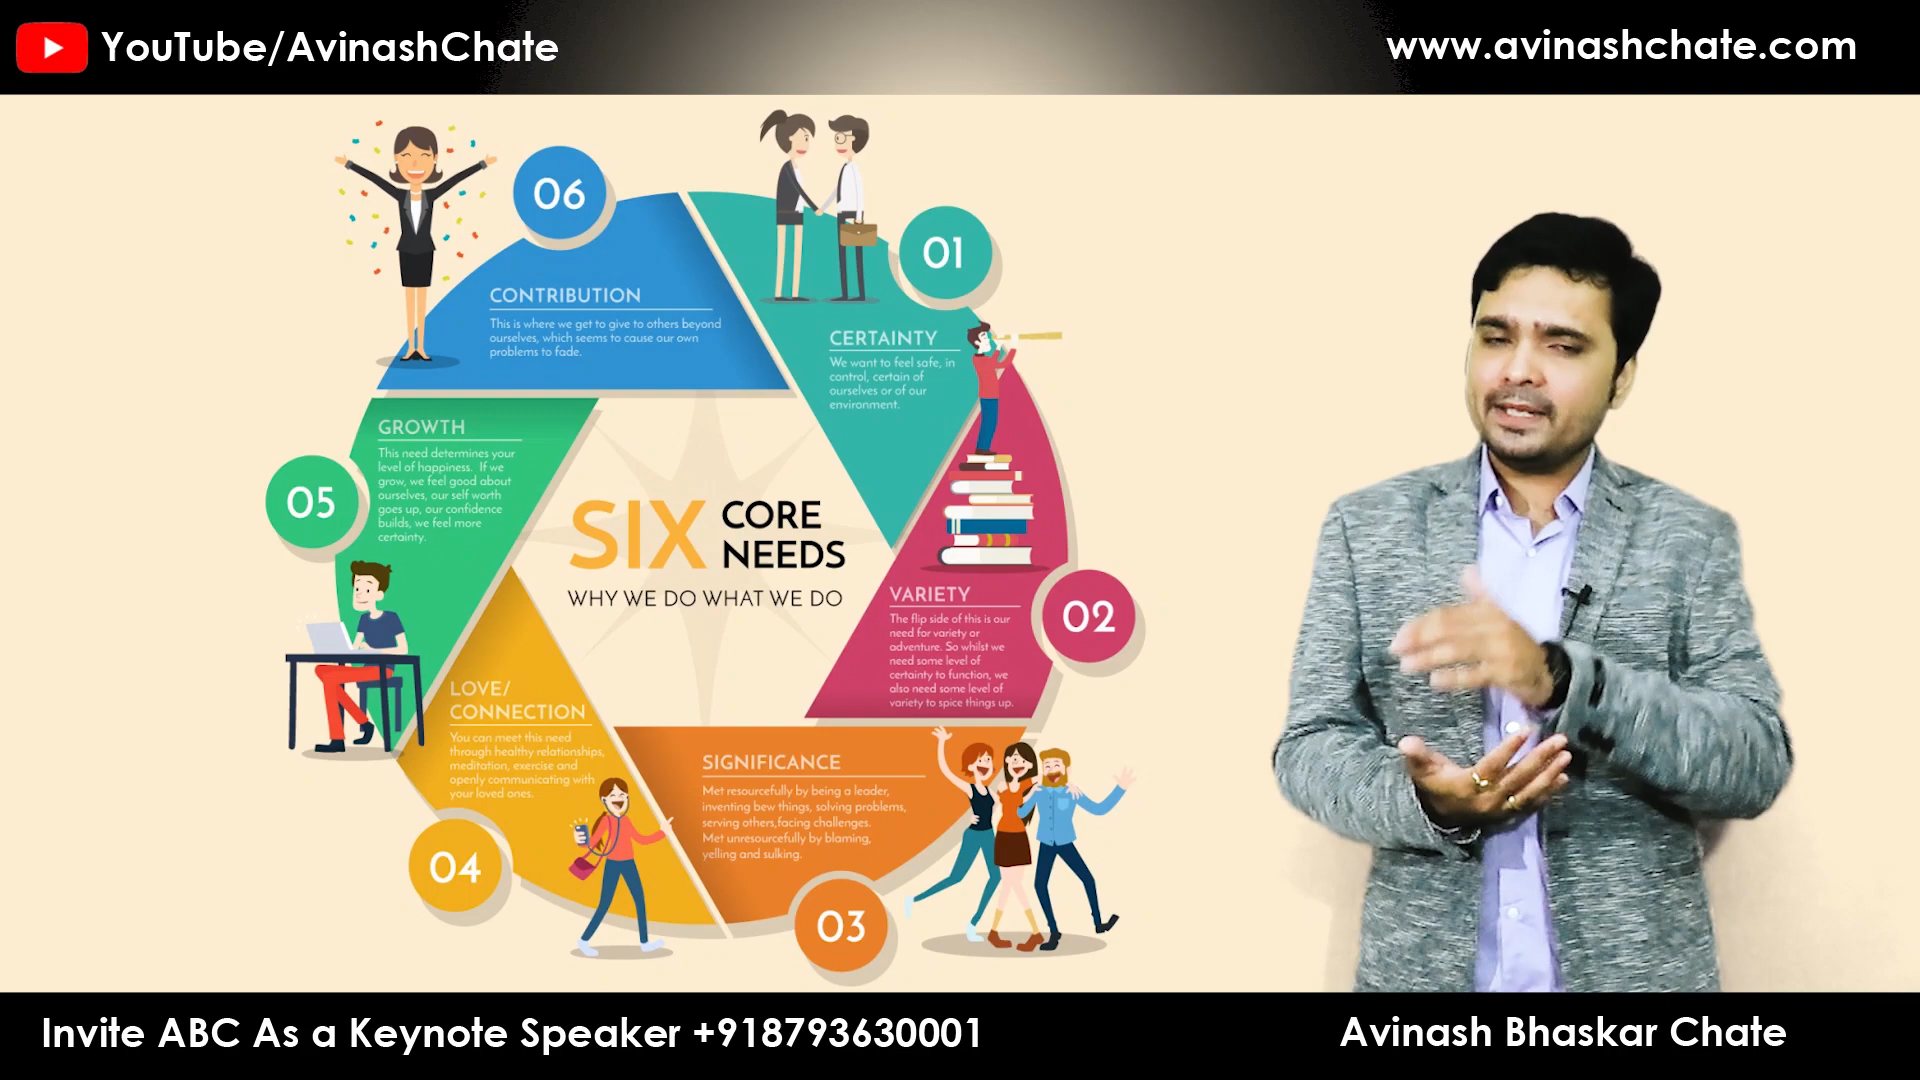 YouTube/AvinashChate
www.avinashchate.com
06
01
CONTRIBUTION
This is where we get to give to others beyond
ourselves, which seems to cause our own
problems to fade.
CERTAINTY
We want to feel safe, in
control, certain of
ourselves or of our
environment.
GROWTH
This need determines your
level of happiness. If we
grow, we feel good about
ourselves, our self worth
goes up, our confidence
builds, we feel more
certainty.
05
SIX CORE
NEEDS
WHY WE DO WHAT WE DO
VARIETY
The flip side of this is our
need for variety or
adventure. So whilst we
need some level of
certainty to function, we
also need some level of
variety to spice things up.
02
LOVE/
CONNECTION
You can meet this need
through healthy relationships,
meditation, exercise and
openly communicating with
your loved ones.
04
SIGNIFICANCE
Met resourcefully by being a leader,
inventing bew things, solving problems,
serving others,facing challenges.
Met unresourcefully by blaming,
yelling and sulking.
03
Invite ABC As a Keynote Speaker +918793630001
Avinash Bhaskar Chate